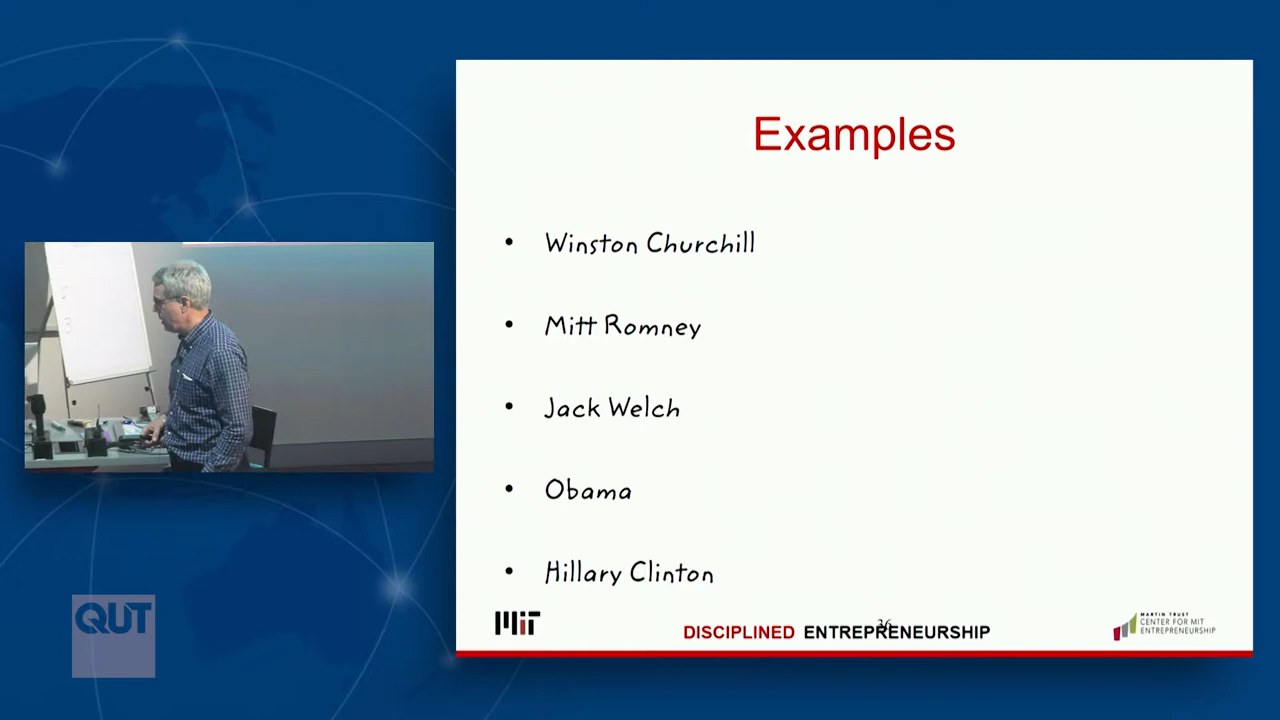 Examples
• Winston Churchill
• Mitt Romney
• Jack Welch
• Obama
• Hillary Clinton
MIT
DISCIPLINED ENTREPRENEURSHIP
36
MARTIN TRUST
CENTER FOR MIT
ENTREPRENEURSHIP
QUT